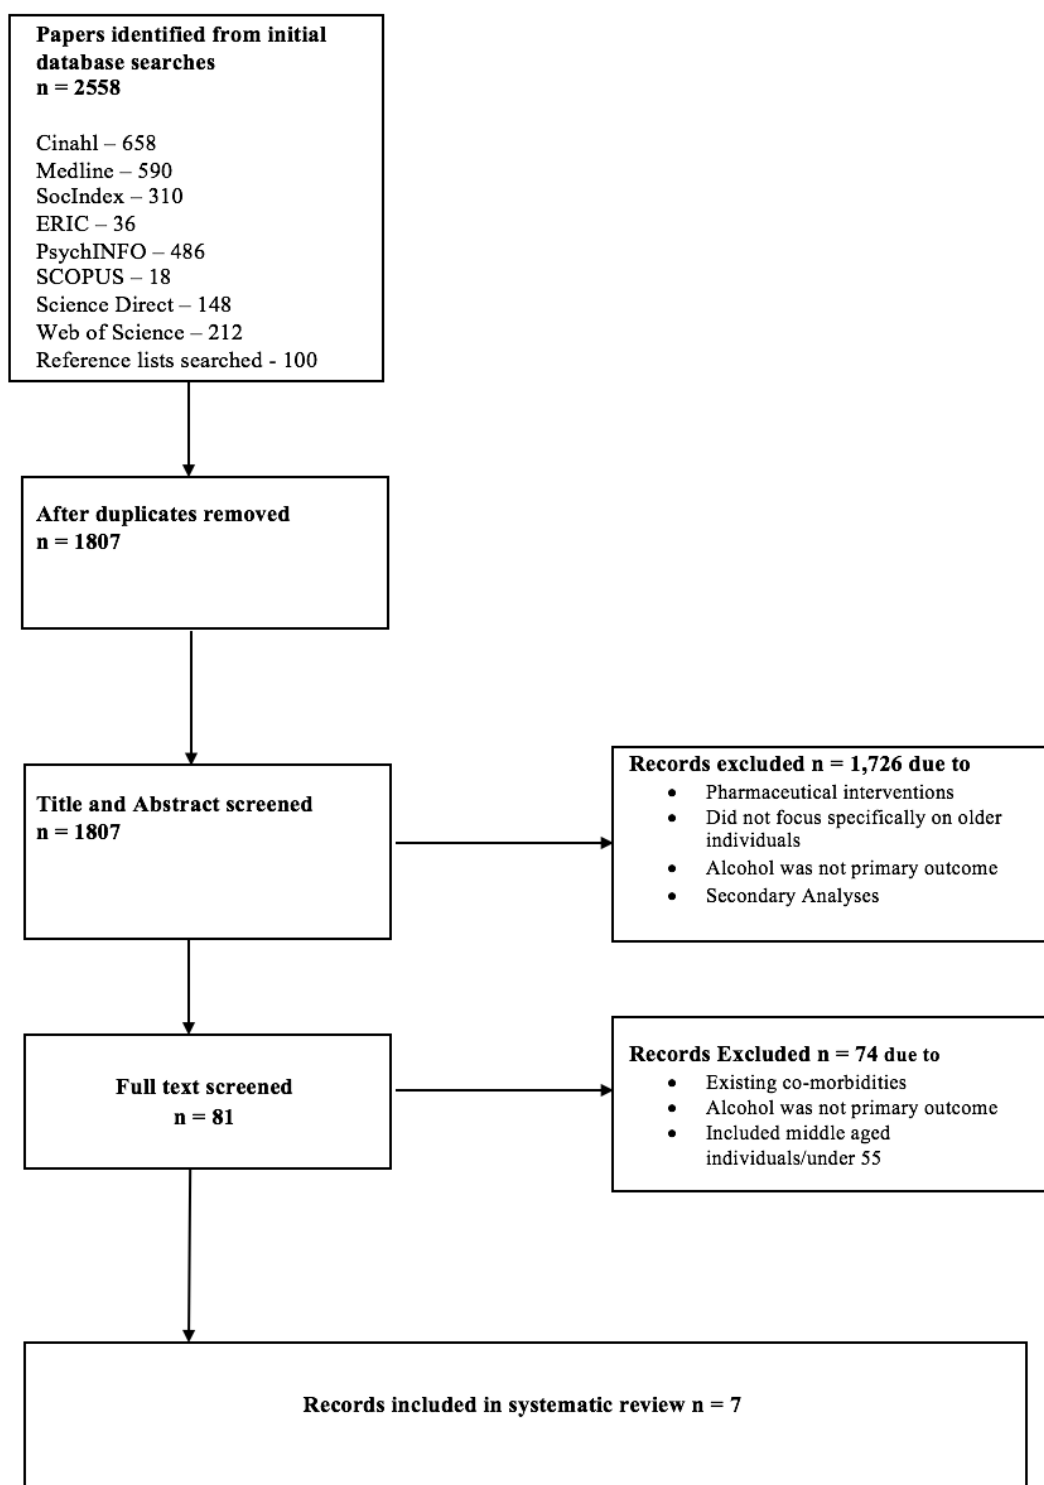 Papers identified from initial
database searches
n = 2558
Cinahl – 658
Medline – 590
SocIndex – 310
ERIC – 36
PsychINFO – 486
SCOPUS – 18
Science Direct – 148
Web of Science – 212
Reference lists searched - 100
After duplicates removed
n = 1807
Title and Abstract screened
n = 1807
Records excluded n = 1,726 due to
• Pharmaceutical interventions
• Did not focus specifically on older
individuals
• Alcohol was not primary outcome
• Secondary Analyses
Full text screened
n = 81
Records Excluded n = 74 due to
• Existing co-morbidities
• Alcohol was not primary outcome
• Included middle aged
individuals/under 55
Records included in systematic review n = 7